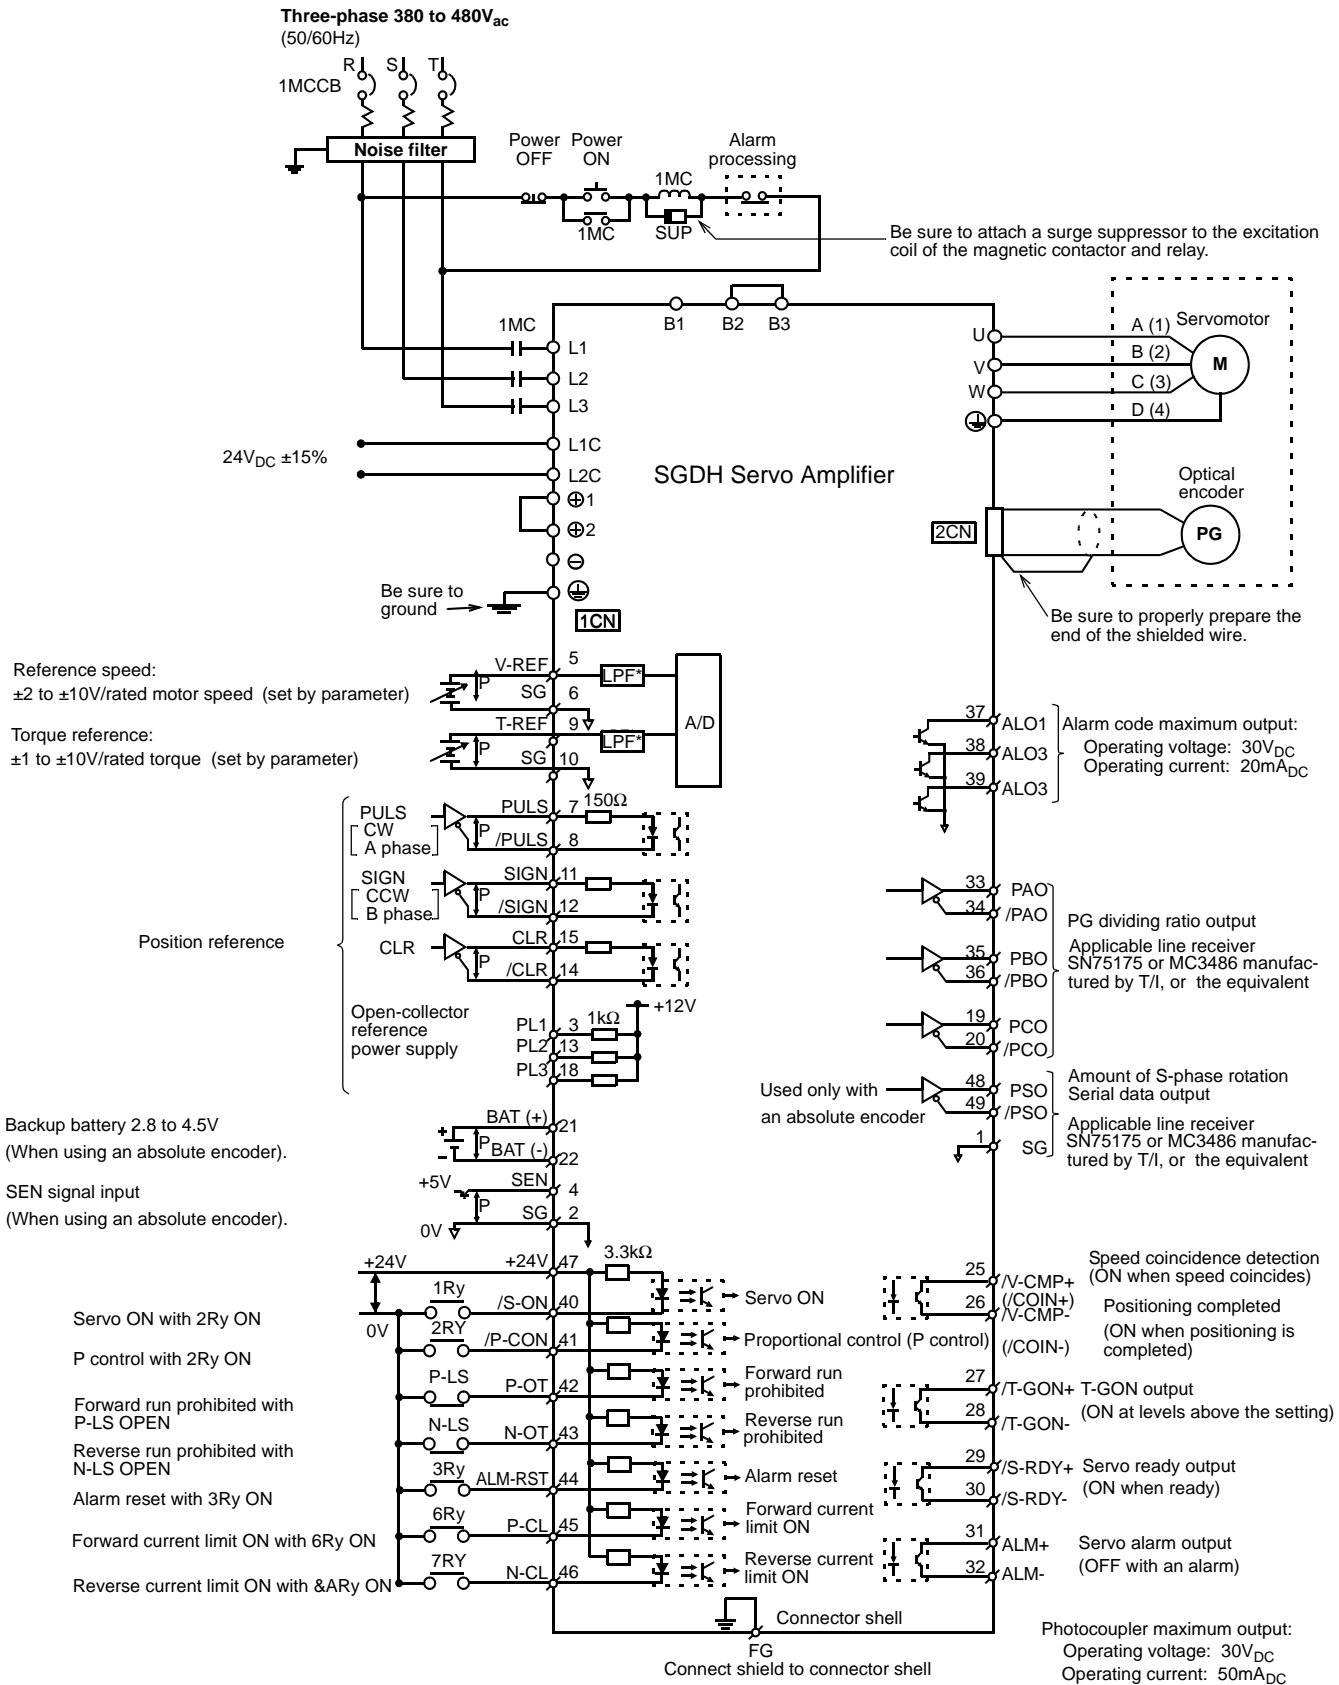 Three-phase 380 to 480Vac
(50/60Hz)
R S T
1MCCB
Noise filter
Power OFF
Power ON
Alarm processing
1MC
1MC
SUP
Be sure to attach a surge suppressor to the excitation
coil of the magnetic contactor and relay.
B1 B2 B3
1MC
L1
L2
L3
24VDC ±15%
L1C
L2C
⊕1
⊕2
⊖
SGDH Servo Amplifier
U
V
W
A (1)
B (2)
C (3)
D (4)
Servomotor
M
Optical
encoder
PG
2CN
Be sure to properly prepare the
end of the shielded wire.
Be sure to
ground
1CN
Reference speed:
±2 to ±10V/rated motor speed (set by parameter)
V-REF 5
P
SG 6
LPF*
Torque reference:
±1 to ±10V/rated torque (set by parameter)
T-REF 9
P
SG 10
LPF*
A/D
Position reference
PULS
CW
A phase
P
PULS 7 150Ω
/PULS 8
SIGN
CCW
B phase
P
SIGN 11
/SIGN 12
CLR
P
CLR 15
/CLR 14
Open-collector
reference
power supply
+12V
PL1 3 1kΩ
PL2 13
PL3 18
Backup battery 2.8 to 4.5V
(When using an absolute encoder).
+
-
P
BAT (+) 21
BAT (-) 22
SEN signal input
(When using an absolute encoder).
+5V
0V
P
SEN 4
SG 2
+24V
0V
+24V 47 3.3kΩ
Servo ON with 2Ry ON
1Ry
/S-ON 40
Servo ON
P control with 2Ry ON
2RY
/P-CON 41
Proportional control (P control)
Forward run prohibited with
P-LS OPEN
P-LS
P-OT 42
Forward run
prohibited
Reverse run prohibited with
N-LS OPEN
N-LS
N-OT 43
Reverse run
prohibited
Alarm reset with 3Ry ON
3Ry
ALM-RST 44
Alarm reset
Forward current limit ON with 6Ry ON
6Ry
P-CL 45
Forward current
limit ON
Reverse current limit ON with &ARy ON
7RY
N-CL 46
Reverse current
limit ON
37 ALO1
38 ALO3
39 ALO3
Alarm code maximum output:
Operating voltage: 30VDC
Operating current: 20mADC
33 PAO
34 /PAO
35 PBO
36 /PBO
19 PCO
20 /PCO
PG dividing ratio output
Applicable line receiver
SN75175 or MC3486 manufac-
tured by T/I, or the equivalent
Used only with
an absolute encoder
48 PSO
49 /PSO
1 SG
Amount of S-phase rotation
Serial data output
Applicable line receiver
SN75175 or MC3486 manufac-
tured by T/I, or the equivalent
25 /V-CMP+
(/COIN+)
26 /V-CMP-
(/COIN-)
Speed coincidence detection
(ON when speed coincides)
Positioning completed
(ON when positioning is
completed)
27 /T-GON+
28 /T-GON-
T-GON output
(ON at levels above the setting)
29 /S-RDY+
30 /S-RDY-
Servo ready output
(ON when ready)
31 ALM+
32 ALM-
Servo alarm output
(OFF with an alarm)
Connector shell
FG
Connect shield to connector shell
Photocoupler maximum output:
Operating voltage: 30VDC
Operating current: 50mADC